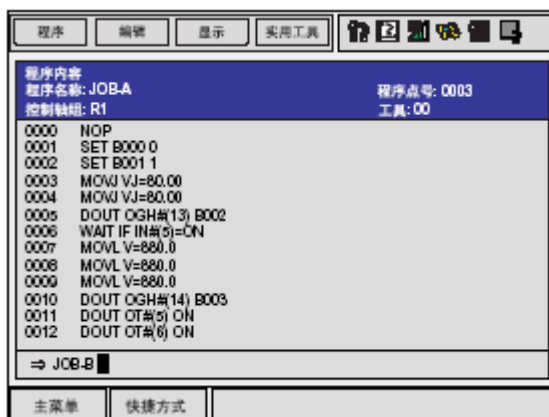 程序 编辑 显示 实用工具
程序内容
程序名称: JOB-A 程序点号: 0003
控制轴组: R1 工具: 00
0000 NOP
0001 SET B000 0
0002 SET B001 1
0003 MOVJ VJ=80.00
0004 MOVJ VJ=80.00
0005 DOUT OGH#(13) B002
0006 WAIT IF IN#(5)=ON
0007 MOVL V=880.0
0008 MOVL V=880.0
0009 MOVL V=880.0
0010 DOUT OGH#(14) B003
0011 DOUT OT#(5) ON
0012 DOUT OT#(6) ON
⇒ JOB-B
主菜单 快捷方式